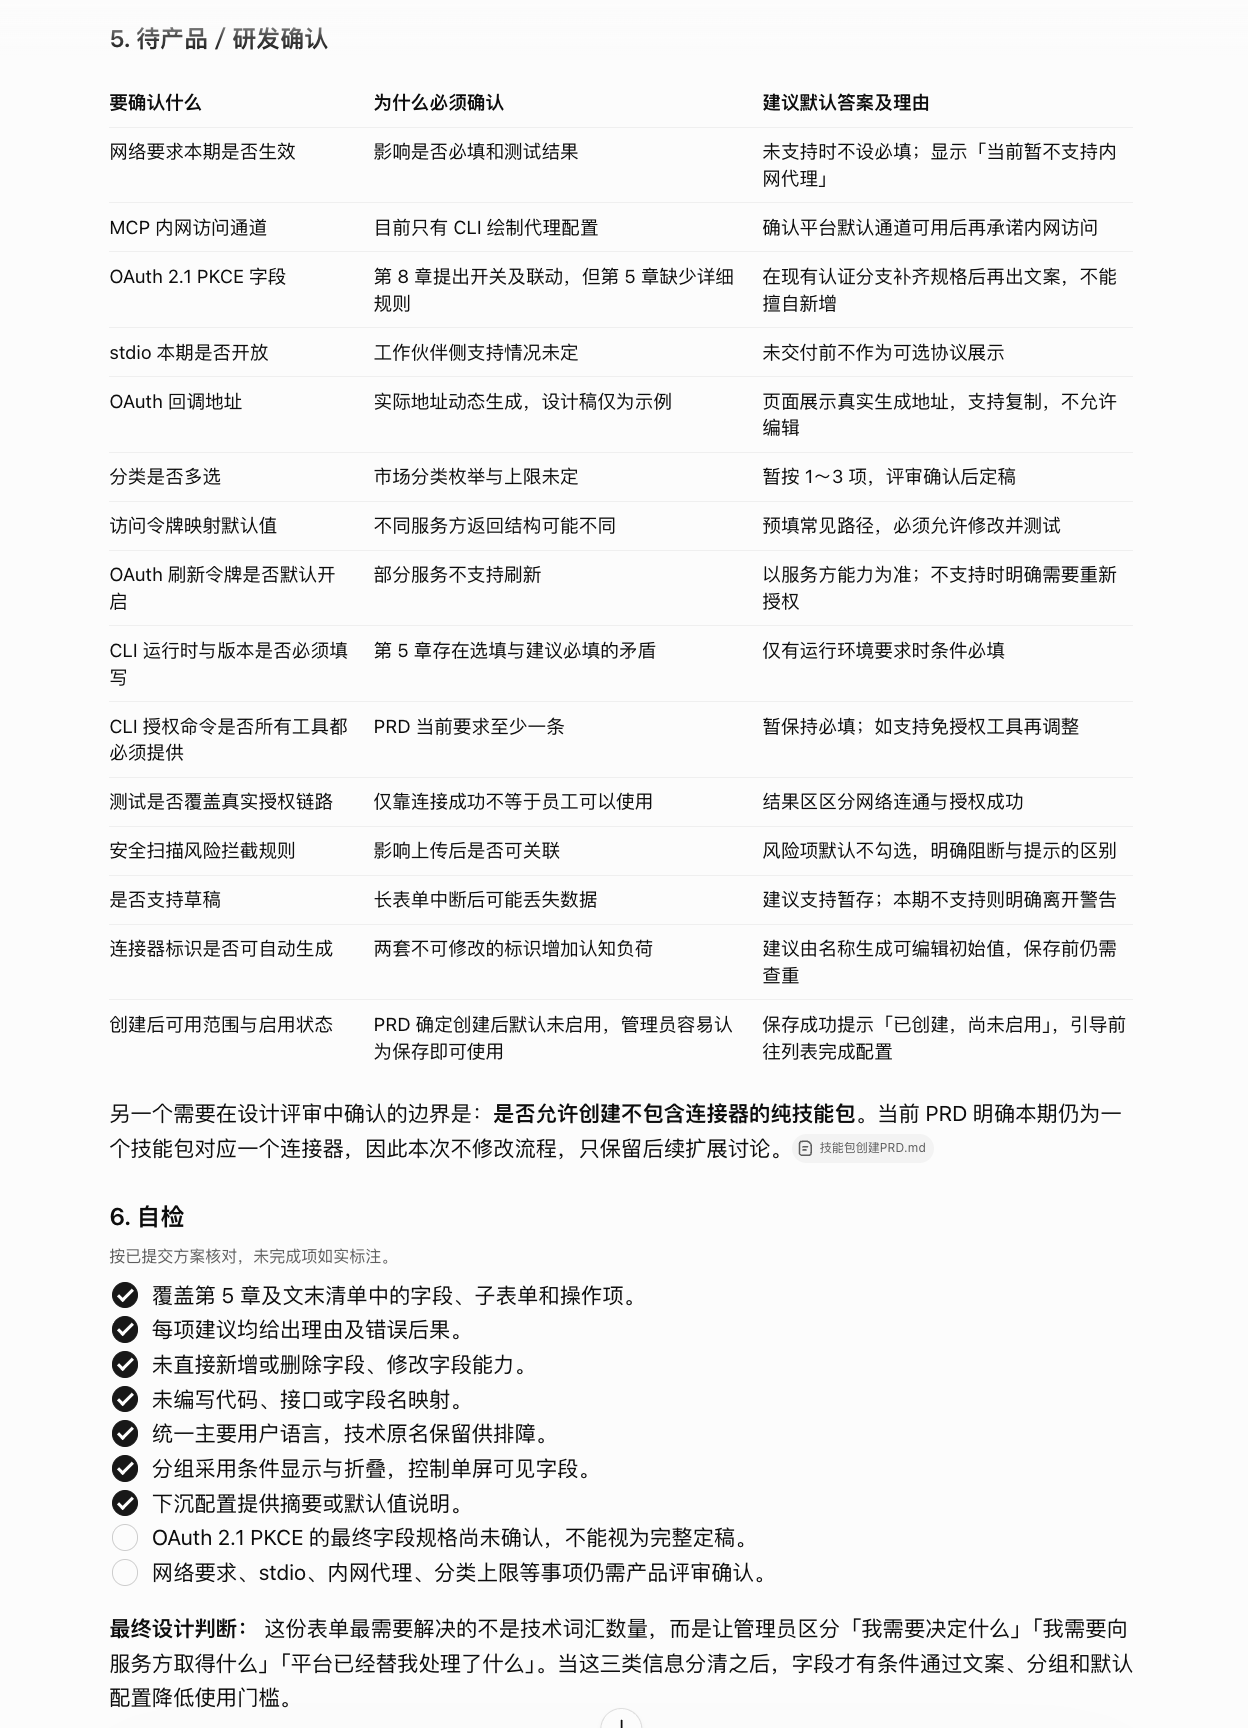 5. 待产品 / 研发确认
要确认什么 为什么必须确认 建议默认答案及理由
网络要求本期是否生效 影响是否必填和测试结果 未支持时不设必填；显示「当前暂不支持内
网代理」
MCP 内网访问通道 目前只有 CLI 绘制代理配置 确认平台默认通道可用后再承诺内网访问
OAuth 2.1 PKCE 字段 第 8 章提出开关及联动，但第 5 章缺少详细 在现有认证分支补齐规格后再出文案，不能
规则 擅自新增
stdio 本期是否开放 工作伙伴侧支持情况未定 未交付前不作为可选协议展示
OAuth 回调地址 实际地址动态生成，设计稿仅为示例 页面展示真实生成地址，支持复制，不允许
编辑
分类是否多选 市场分类枚举与上限未定 暂按 1～3 项，评审确认后定稿
访问令牌映射默认值 不同服务方返回结构可能不同 预填常见路径，必须允许修改并测试
OAuth 刷新令牌是否默认开 部分服务不支持刷新 以服务方能力为准；不支持时明确需要重新
启 授权
CLI 运行时与版本是否必须填 第 5 章存在选填与建议必填的矛盾 仅有运行环境要求时条件必填
写
CLI 授权命令是否所有工具都 PRD 当前要求至少一条 暂保持必填；如支持免授权工具再调整
必须提供
测试是否覆盖真实授权链路 仅靠连接成功不等于员工可以使用 结果区区分网络连通与授权成功
安全扫描风险拦截规则 影响上传后是否可关联 风险项默认不勾选，明确阻断与提示的区别
是否支持草稿 长表单中断后可能丢失数据 建议支持暂存；本期不支持则明确离开警告
连接器标识是否可自动生成 两套不可修改的标识增加认知负荷 建议由名称生成可编辑初始值，保存前仍需
查重
创建后可用范围与启用状态 PRD 确定创建后默认未启用，管理员容易认 保存成功提示「已创建，尚未启用」，引导前
为保存即可使用 往列表完成配置
另一个需要在设计评审中确认的边界是：是否允许创建不包含连接器的纯技能包。当前 PRD 明确本期仍为一
个技能包对应一个连接器，因此本次不修改流程，只保留后续扩展讨论。 技能包创建PRD.md
6. 自检
按已提交方案核对，未完成项如实标注。
覆盖第 5 章及文末清单中的字段、子表单和操作项。
每项建议均给出理由及错误后果。
未直接新增或删除字段、修改字段能力。
未编写代码、接口或字段名映射。
统一主要用户语言，技术原名保留供排障。
分组采用条件显示与折叠，控制单屏可见字段。
下沉配置提供摘要或默认值说明。
OAuth 2.1 PKCE 的最终字段规格尚未确认，不能视为完整定稿。
网络要求、stdio、内网代理、分类上限等事项仍需产品评审确认。
最终设计判断： 这份表单最需要解决的不是技术词汇数量，而是让管理员区分「我需要决定什么」「我需要向
服务方取得什么」「平台已经替我处理了什么」。当这三类信息分清之后，字段才有条件通过文案、分组和默认
配置降低使用门槛。